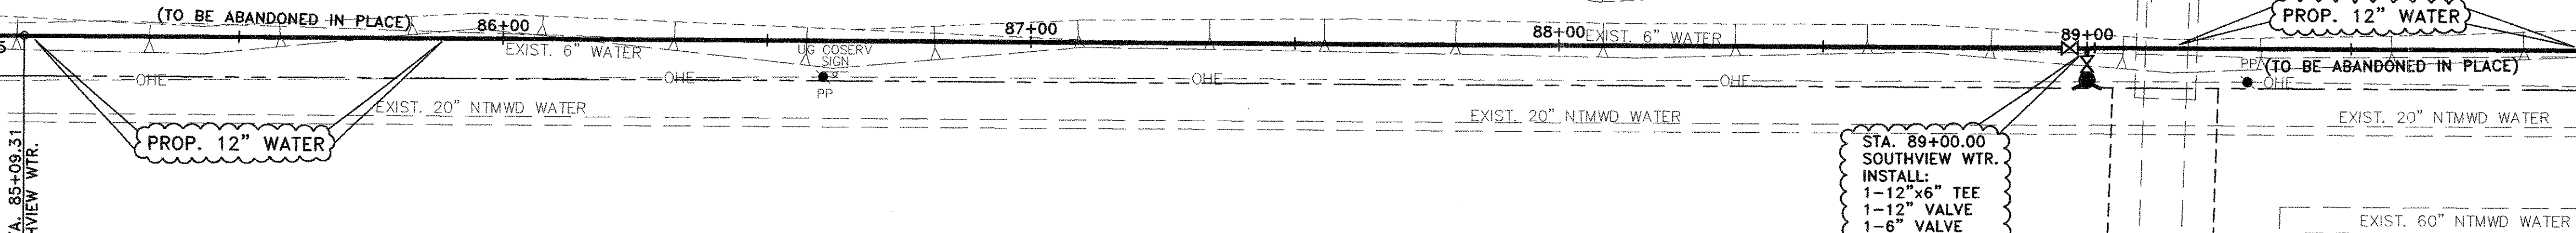 (TO BE ABANDONED IN PLACE)
86+00
87+00
88+00
89+00
EXIST. 6" WATER
EXIST. 6" WATER
PROP. 12" WATER
(TO BE ABANDONED IN PLACE)
UG COSERV
SIGN
PP
PP
OHE
OHE
OHE
OHE
OHE
EXIST. 20" NTMWD WATER
EXIST. 20" NTMWD WATER
EXIST. 20" NTMWD WATER
PROP. 12" WATER
STA. 89+00.00
SOUTHVIEW WTR.
INSTALL:
1-12"x6" TEE
1-12" VALVE
1-6" VALVE
EXIST. 60" NTMWD WATER
TA. 85+09.31
HVIEW WTR.